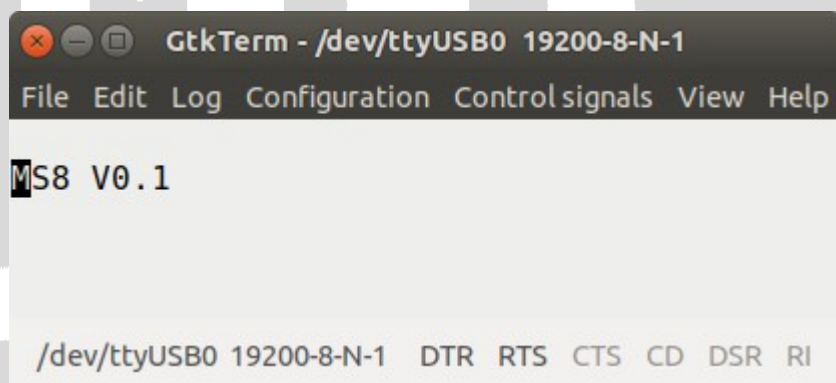 GtkTerm - /dev/ttyUSB0 19200-8-N-1
File Edit Log Configuration Control signals View Help
MS8 V0.1
/dev/ttyUSB0 19200-8-N-1 DTR RTS CTS CD DSR RI